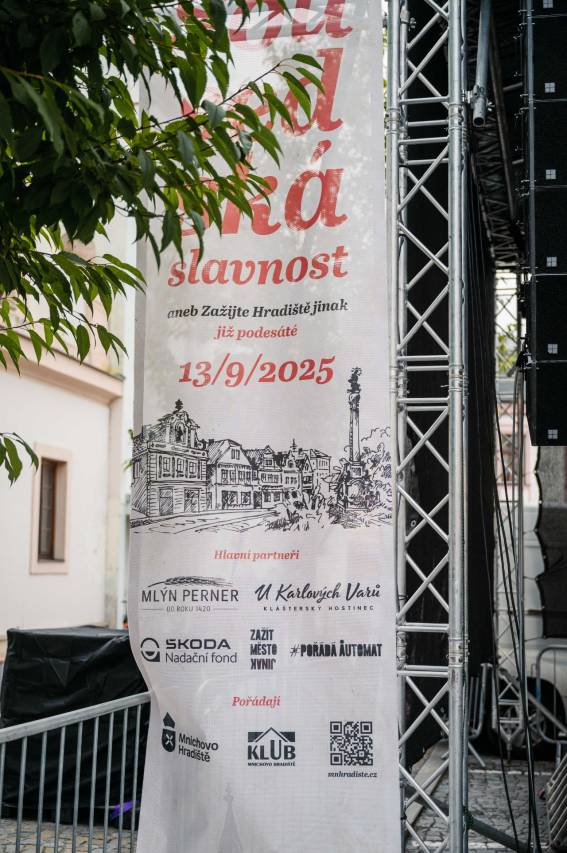 slavnost
aneb Zažijte Hradiště jinak
již podesáté
13/9/2025
Hlavní partneři
MLÝN PERNER
OD ROKU 1420
U Karlových Varů
KLÁŠTERSKÝ HOSTINEC
ŠKODA
Nadační fond
ZAŽÍT
MĚSTO
JINAK
#POŘÁDĄ AUTOMAT
Pořádají
Mnichovo
Hradiště
KLUB
MNICHOVO HRADIŠTĚ
mnhradiste.cz